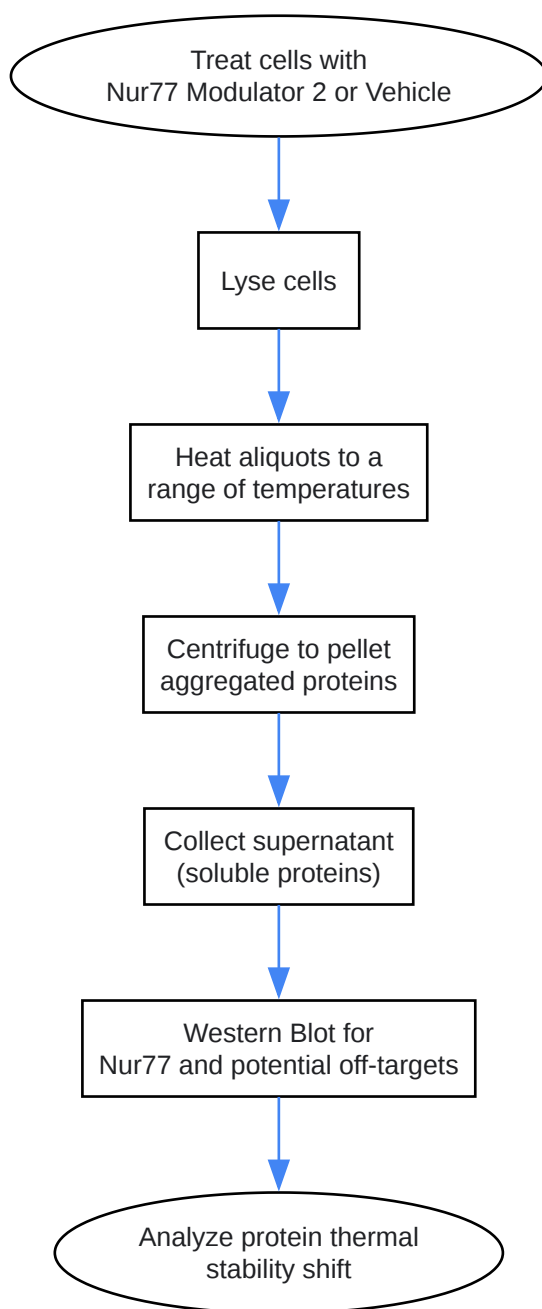 Treat cells with
Nur77 Modulator 2 or Vehicle
Lyse cells
Heat aliquots to a
range of temperatures
Centrifuge to pellet
aggregated proteins
Collect supernatant
(soluble proteins)
Western Blot for
Nur77 and potential off-targets
Analyze protein thermal
stability shift